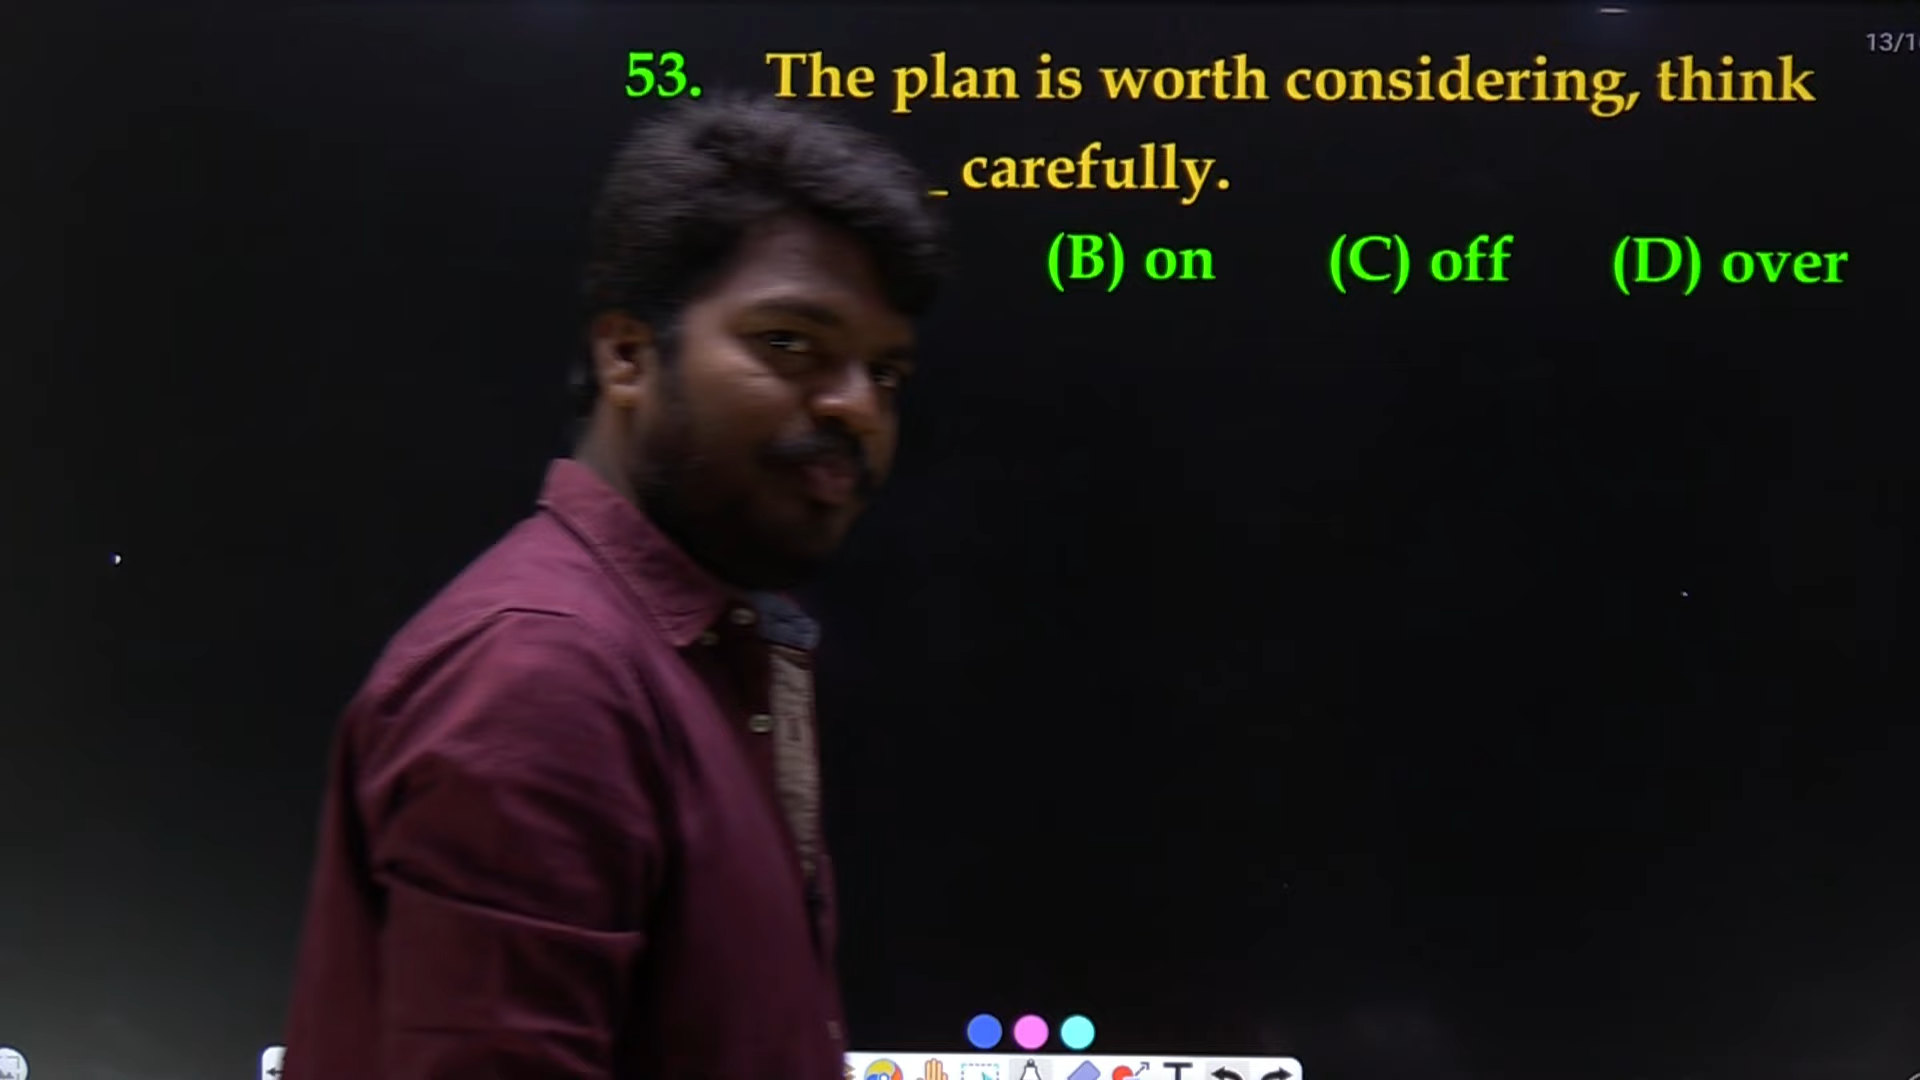 53. The plan is worth considering, think
_ carefully.
(B) on (C) off (D) over
13/1